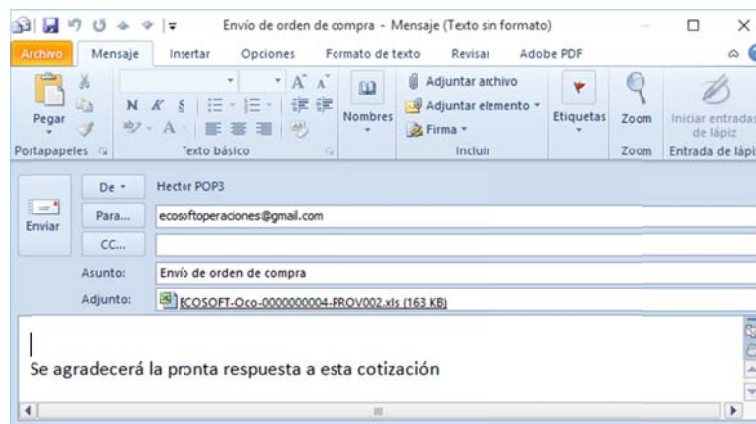 Envío de orden de compra - Mensaje (Texto sin formato)
Archivo Mensaje Insertar Opciones Formato de texto Revisar Adobe PDF
Pegar
N K S
A
Nombres
Adjuntar archivo
Adjuntar elemento
Firma
Etiquetas
Zoom
Iniciar entradas de lápiz
Portapapeles Texto básico Incluir Zoom Entrada de lápi
De Hector POP3
Enviar
Para... ecosoftoperaciones@gmail.com
CC...
Asunto: Envío de orden de compra
Adjunto: ECOSOFT-Oco-0000000004-PROV002.xls (163 KB)
Se agradecerá la pronta respuesta a esta cotización